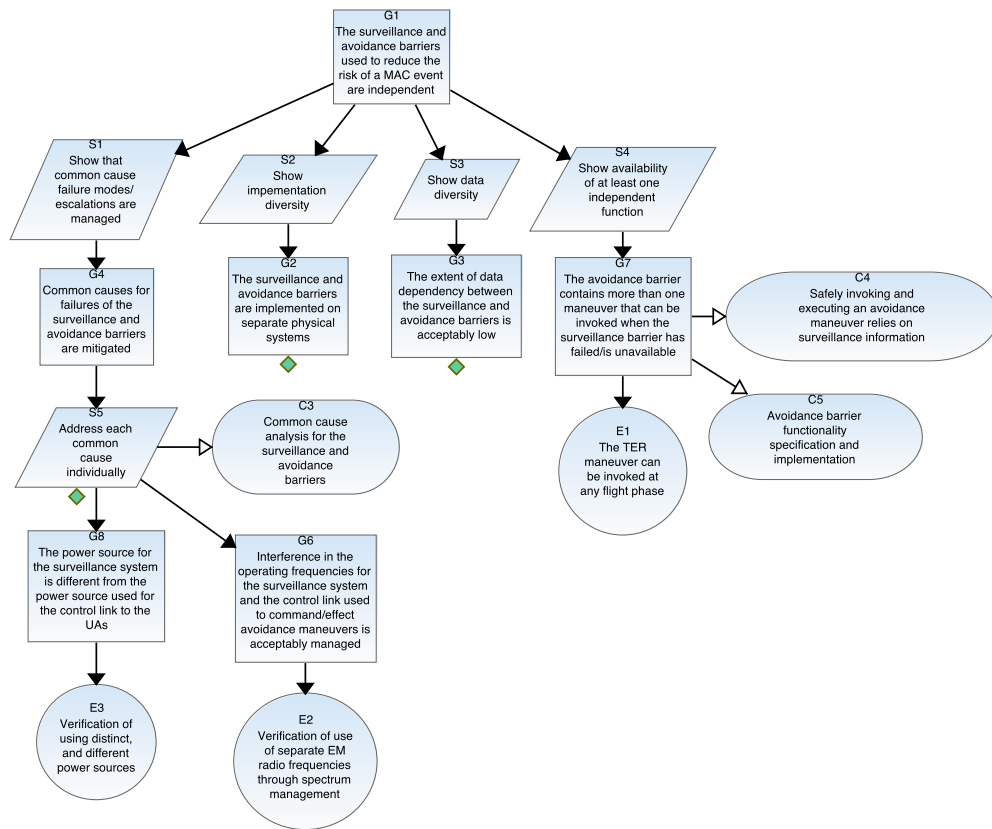 G1
The surveillance and
avoidance barriers
used to reduce the
risk of a MAC event
are independent
S1
Show that
common cause
failure modes/
escalations are
managed
S2
Show
impementation
diversity
S3
Show data
diversity
S4
Show availability
of at least one
independent
function
G4
Common causes for
failures of the
surveillance and
avoidance barriers
are mitigated
G2
The surveillance and
avoidance barriers
are implemented on
separate physical
systems
G3
The extent of data
dependency between
the surveillance and
avoidance barriers is
acceptably low
G7
The avoidance barrier
contains more than one
maneuver that can be
invoked when the
surveillance barrier has
failed/is unavailable
C4
Safely invoking and
executing an avoidance
maneuver relies on
surveillance information
S5
Address each
common
cause
individually
C3
Common cause
analysis for the
surveillance and
avoidance
barriers
E1
The TER
maneuver can
be invoked at
any flight phase
C5
Avoidance barrier
functionality
specification and
implementation
G8
The power source for
the surveillance system
is different from the
power source used for
the control link to the
UAs
G6
Interference in the
operating frequencies for
the surveillance system
and the control link used
to command/effect
avoidance maneuvers is
acceptably managed
E3
Verification of
using distinct,
and different
power sources
E2
Verification of use
of separate EM
radio frequencies
through spectrum
management